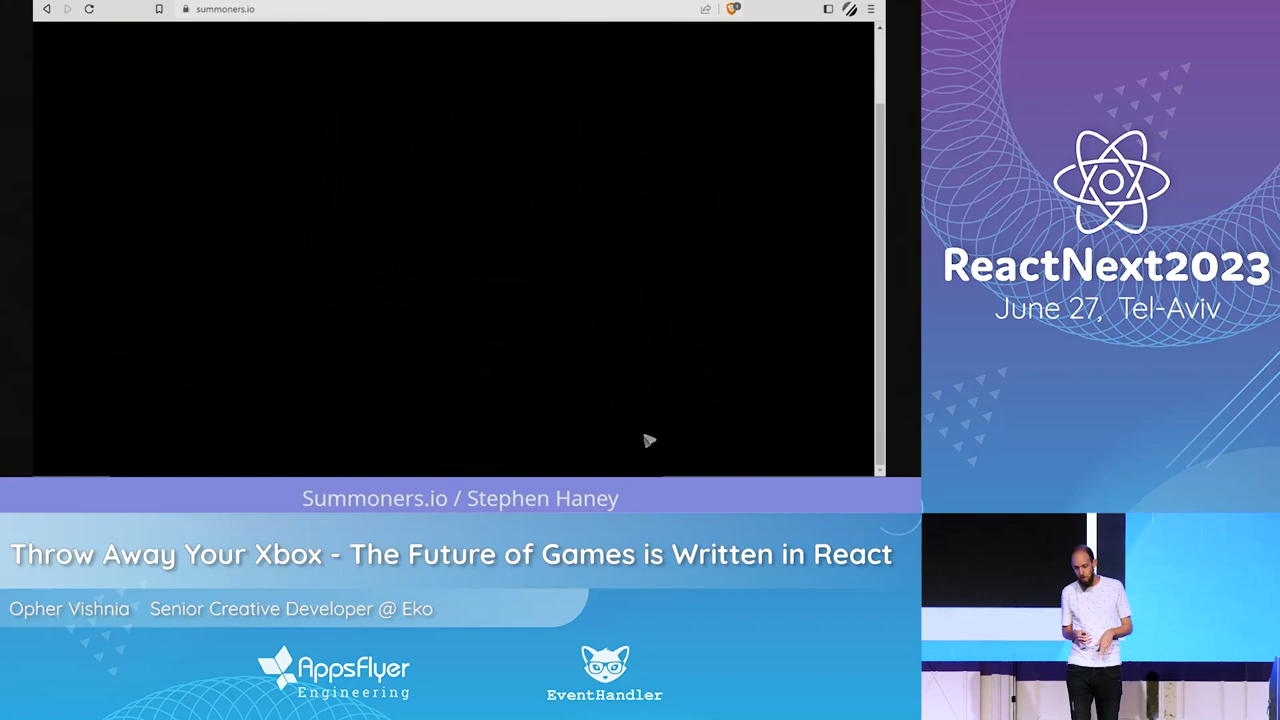 summoners.io
Summoners.io / Stephen Haney
Throw Away Your Xbox - The Future of Games is Written in React
Opher Vishnia Senior Creative Developer @ Eko
AppsFlyer
Engineering
EventHandler
ReactNext2023
June 27, Tel-Aviv